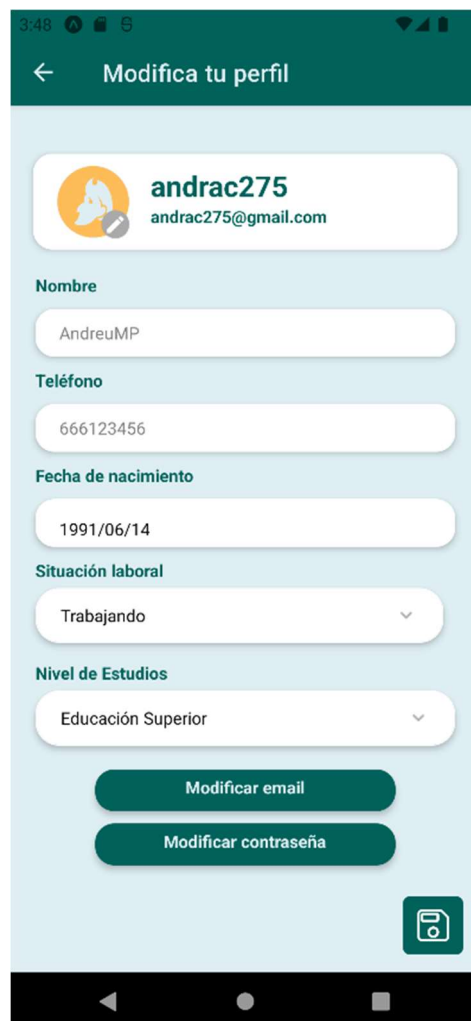 3:48
Modifica tu perfil
andrac275
andrac275@gmail.com
Nombre
AndreuMP
Teléfono
666123456
Fecha de nacimiento
1991/06/14
Situación laboral
Trabajando
Nivel de Estudios
Educación Superior
Modificar email
Modificar contraseña